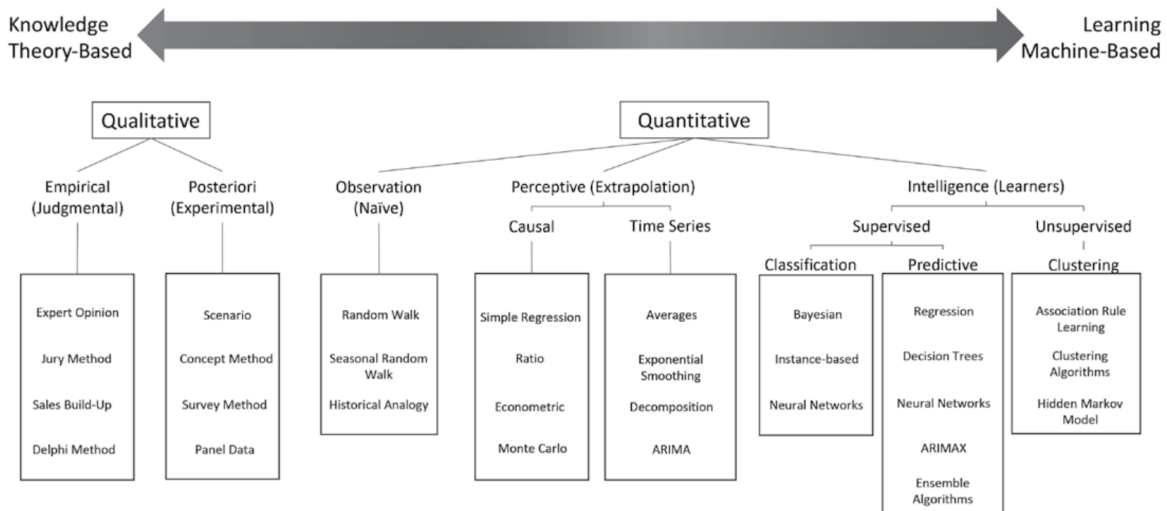 Knowledge
Theory-Based
Learning
Machine-Based
Qualitative
Quantitative
Empirical
(Judgmental)
Posteriori
(Experimental)
Observation
(Naïve)
Perceptive (Extrapolation)
Intelligence (Learners)
Causal
Time Series
Supervised
Unsupervised
Classification
Predictive
Clustering
Expert Opinion
Jury Method
Sales Build-Up
Delphi Method
Scenario
Concept Method
Survey Method
Panel Data
Random Walk
Seasonal Random
Walk
Historical Analogy
Simple Regression
Ratio
Econometric
Monte Carlo
Averages
Exponential
Smoothing
Decomposition
ARIMA
Bayesian
Instance-based
Neural Networks
Regression
Decision Trees
Neural Networks
ARIMAX
Ensemble
Algorithms
Association Rule
Learning
Clustering
Algorithms
Hidden Markov
Model